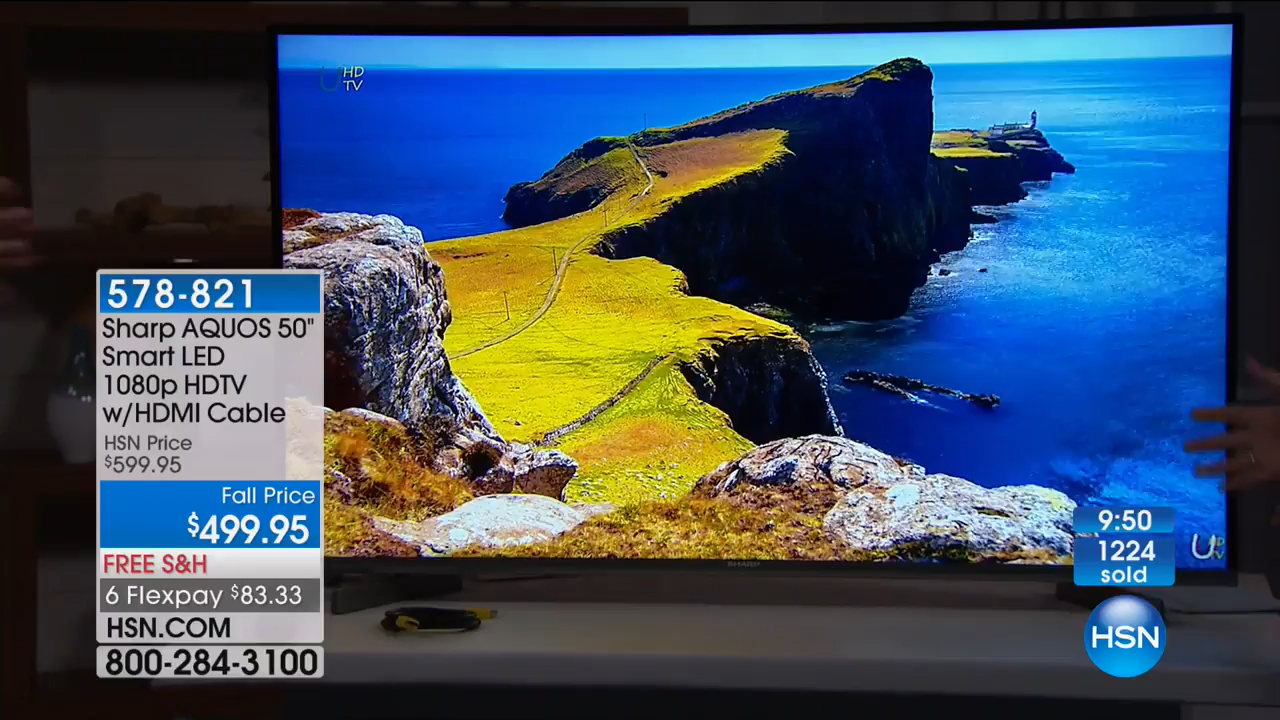 HD
TV
578-821
Sharp AQUOS 50"
Smart LED
1080p HDTV
w/HDMI Cable
HSN Price
$599.95
Fall Price
$499.95
FREE S&H
6 Flexpay $83.33
HSN.COM
800-284-3100
SHARP
9:50
1224
sold
HSN